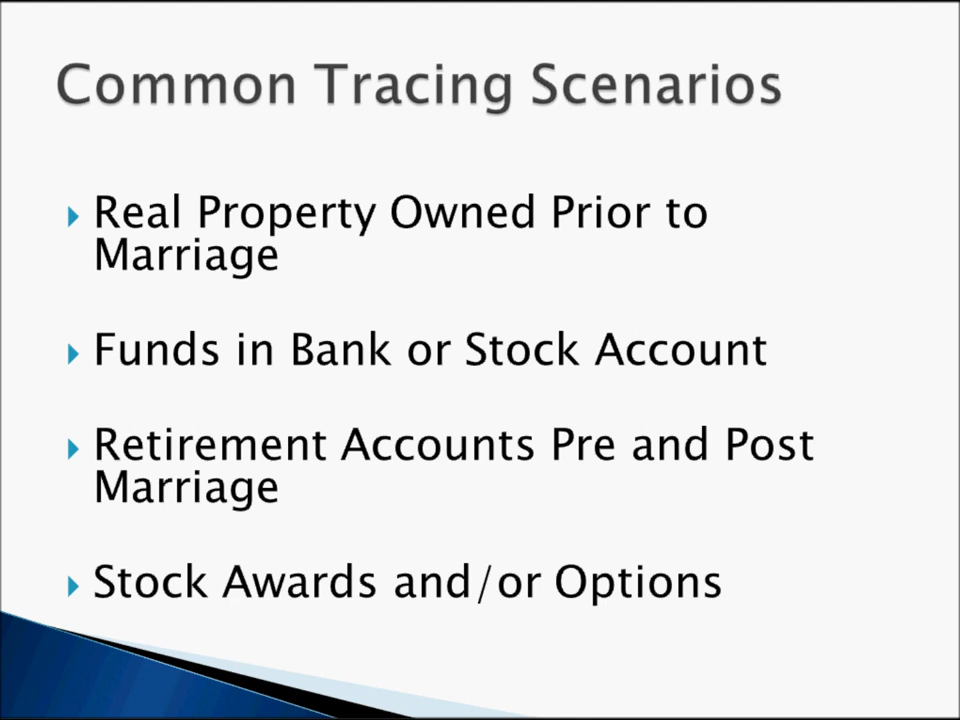 Common Tracing Scenarios
Real Property Owned Prior to
Marriage
Funds in Bank or Stock Account
Retirement Accounts Pre and Post
Marriage
Stock Awards and/or Options